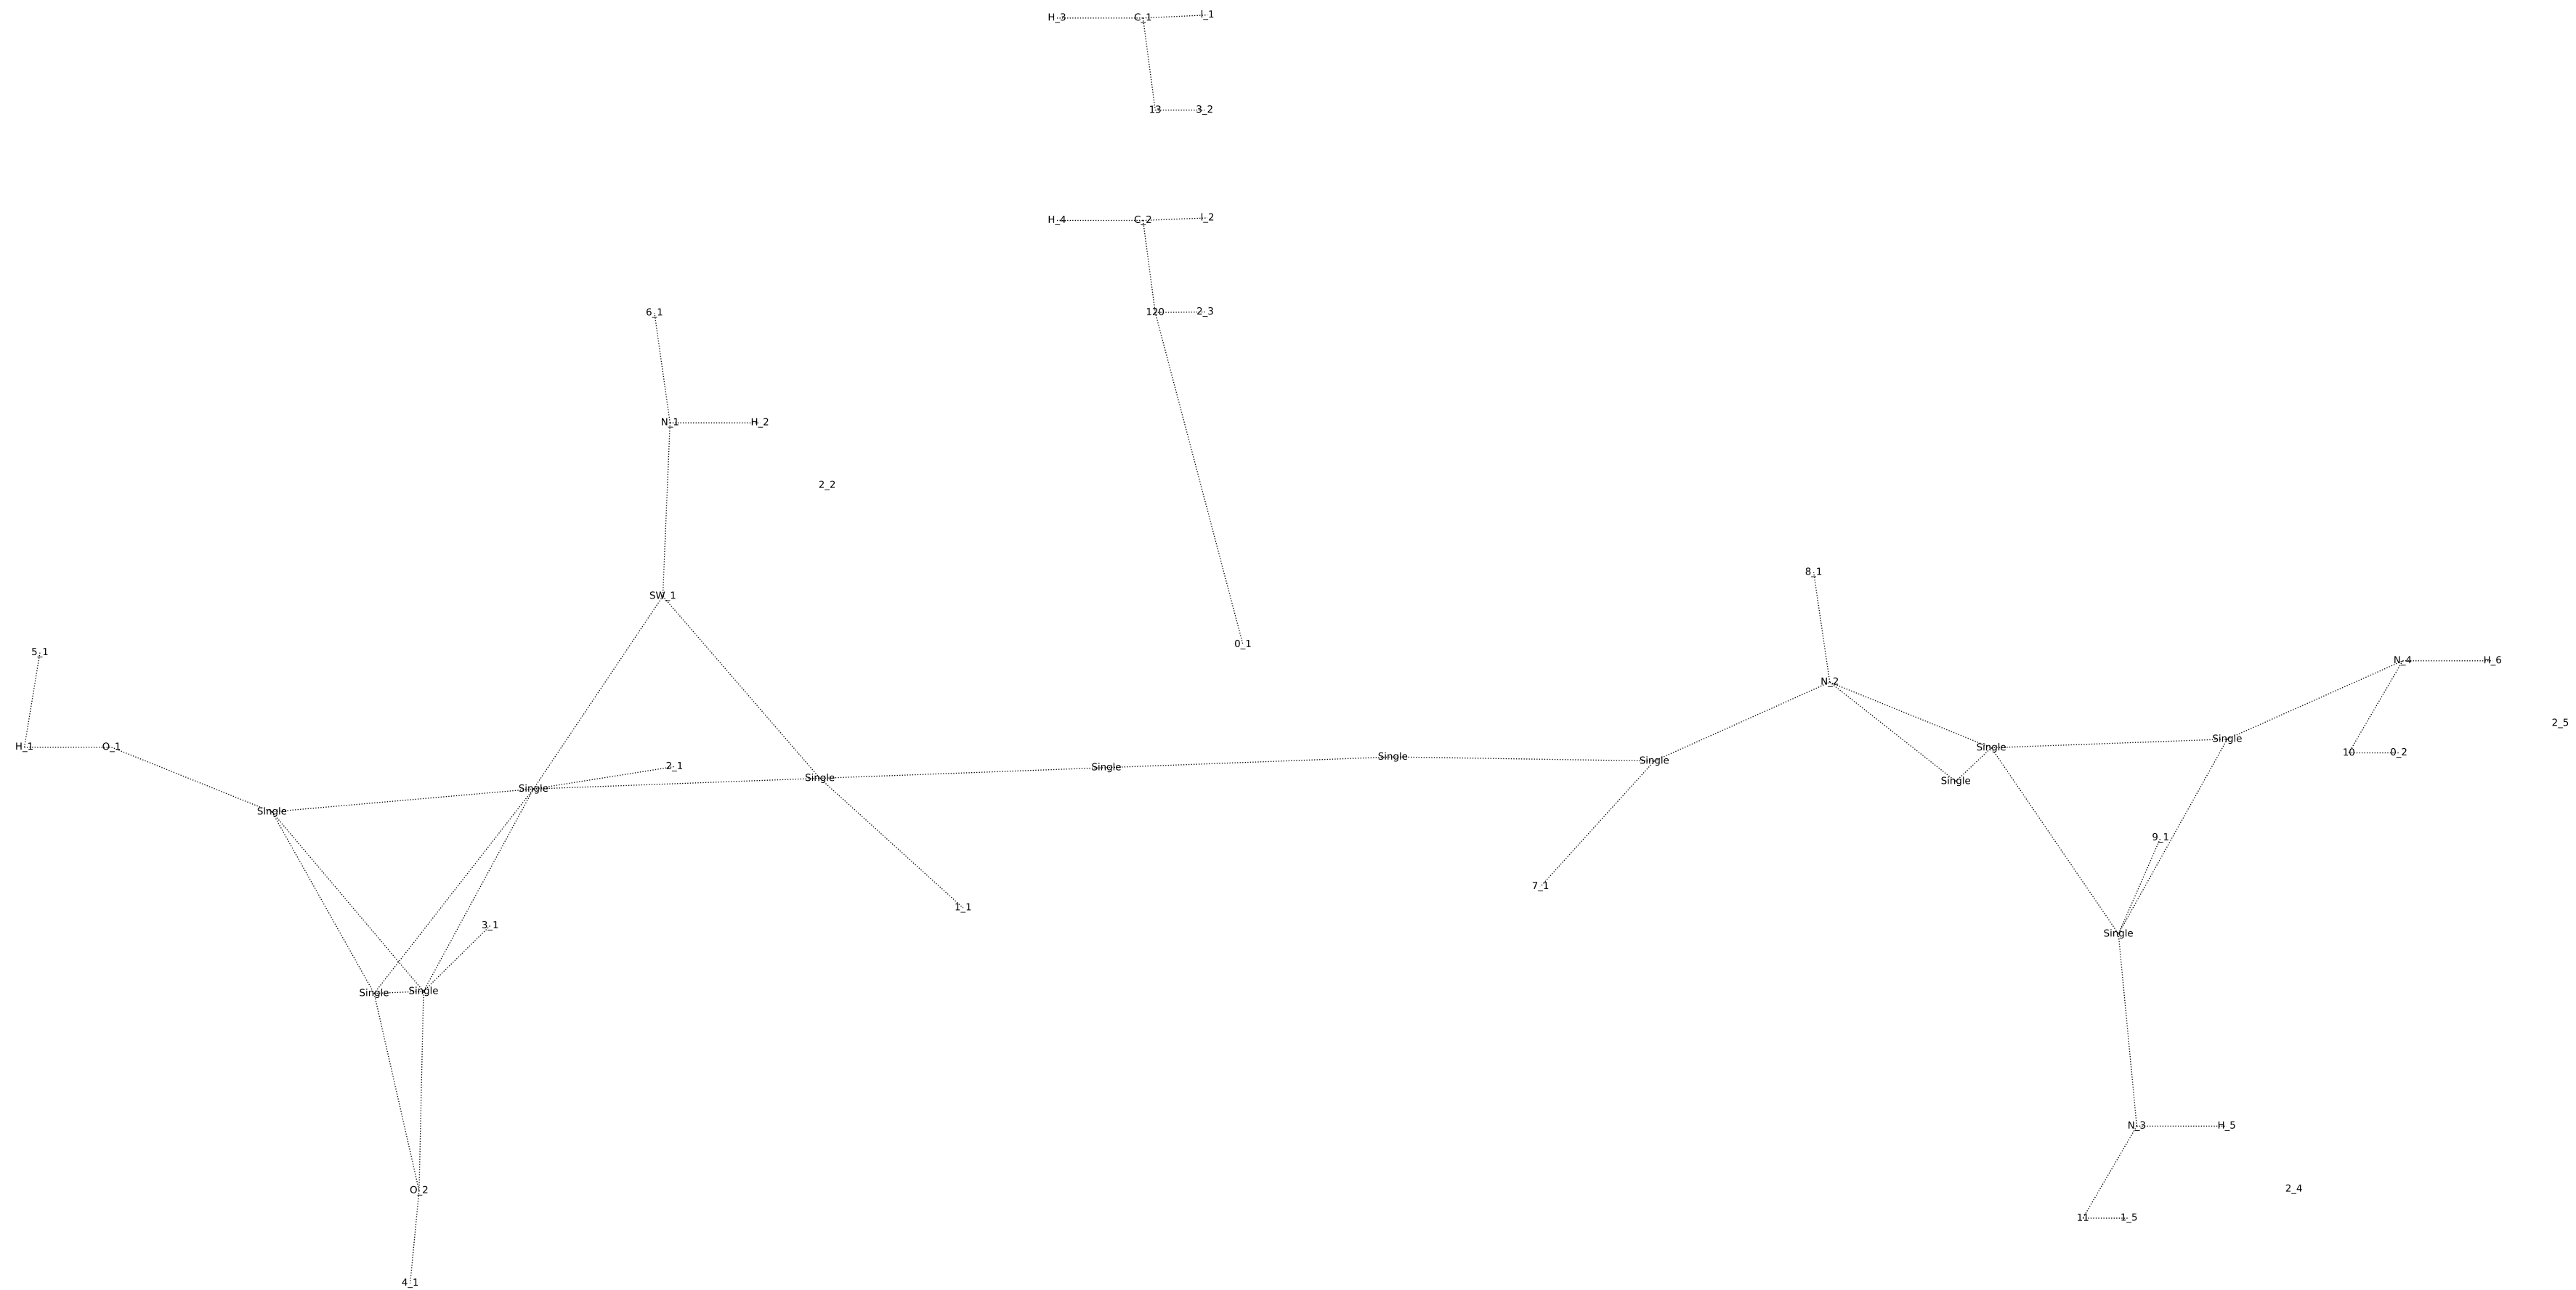 H_3 C_1 I_1
13 3_2
H_4 C_2 I_2
6_1 120 2_3
N_1 H_2
2_2
8_1
SW_1
5_1 0_1 N_4 H_6
N_2
2_5
H_1 O_1 2_1 Single Single Single Single Single 10 0_2
Single Single Single
Single
9_1
7_1 1_1
3_1 Single
Single Single
N_3 H_5
O_2 2_4
11 1_5
4_1